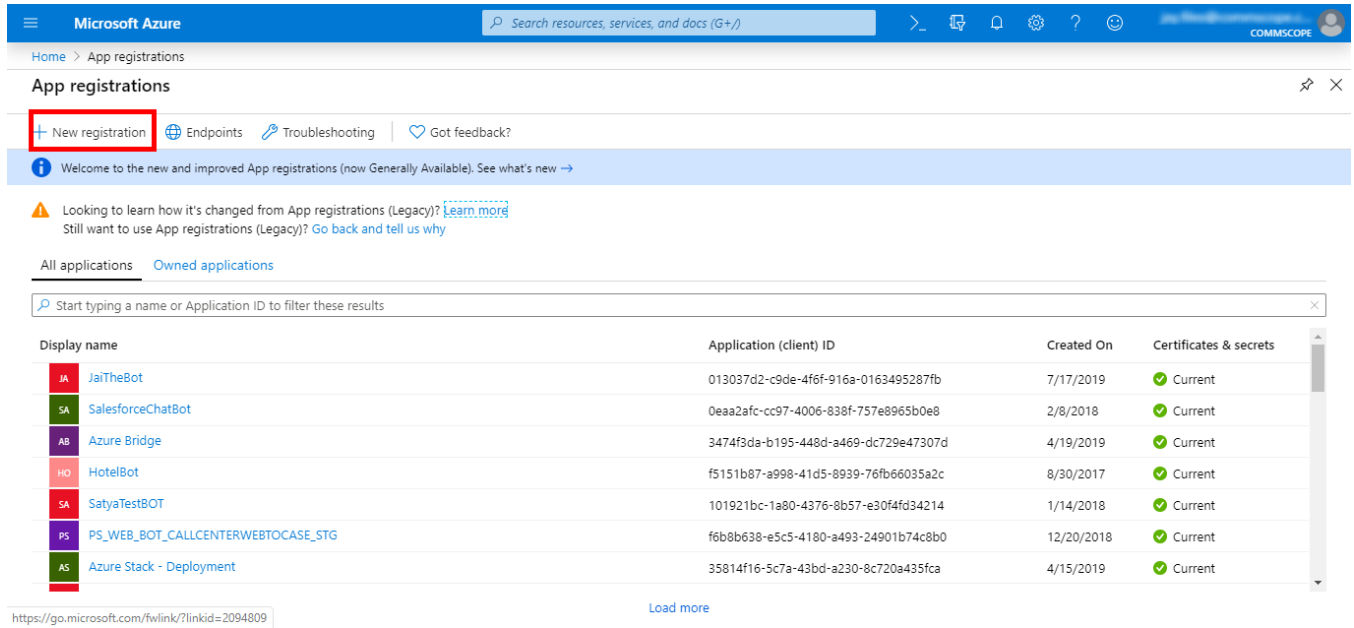 Microsoft Azure
Search resources, services, and docs (G+/)
COMMSCOPE
Home > App registrations
App registrations
+ New registration Endpoints Troubleshooting Got feedback?
Welcome to the new and improved App registrations (now Generally Available). See what's new →
Looking to learn how it's changed from App registrations (Legacy)? Learn more
Still want to use App registrations (Legacy)? Go back and tell us why
All applications Owned applications
Start typing a name or Application ID to filter these results
Display name Application (client) ID Created On Certificates & secrets
JA JaiTheBot 013037d2-c9de-4f6f-916a-0163495287fb 7/17/2019 Current
SA SalesforceChatBot 0eaa2afc-cc97-4006-838f-757e8965b0e8 2/8/2018 Current
AB Azure Bridge 3474f3da-b195-448d-a469-dc729e47307d 4/19/2019 Current
HO HotelBot f5151b87-a998-41d5-8939-76fb66035a2c 8/30/2017 Current
SA SatyaTestBOT 101921bc-1a80-4376-8b57-e30f4fd34214 1/14/2018 Current
PS PS_WEB_BOT_CALLCENTERWEBTOCASE_STG f6b8b638-e5c5-4180-a493-24901b74c8b0 12/20/2018 Current
AS Azure Stack - Deployment 35814f16-5c7a-43bd-a230-8c720a435fca 4/15/2019 Current
Load more
https://go.microsoft.com/fwlink/?linkid=2094809